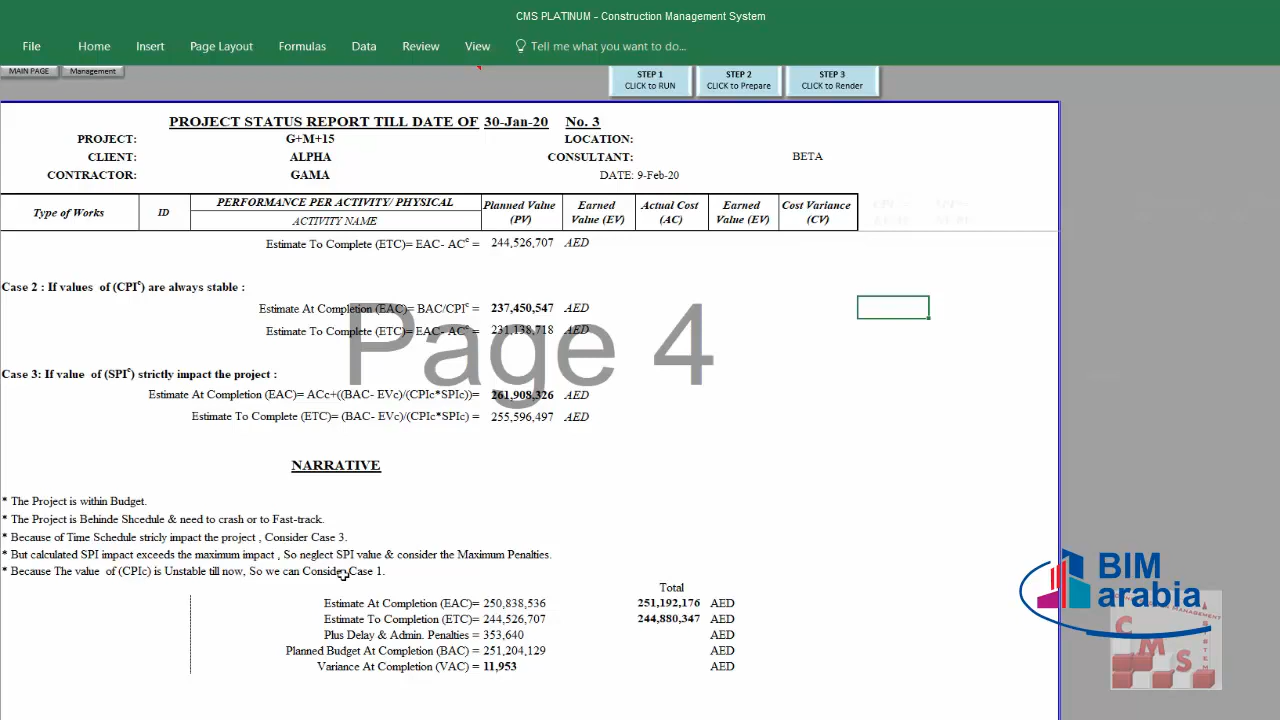 CMS PLATINUM - Construction Management System
File Home Insert Page Layout Formulas Data Review View Tell me what you want to do...
MAIN PAGE Management
STEP 1 STEP 2 STEP 3
CLICK to RUN CLICK to Prepare CLICK to Render
PROJECT STATUS REPORT TILL DATE OF 30-Jan-20 No. 3
PROJECT: G+M+15 LOCATION:
CLIENT: ALPHA CONSULTANT: BETA
CONTRACTOR: GAMA DATE: 9-Feb-20
Type of Works ID PERFORMANCE PER ACTIVITY/ PHYSICAL Planned Value (PV) Earned Value (EV) Actual Cost (AC) Earned Value (EV) Cost Variance (CV)
ACTIVITY NAME
Estimate To Complete (ETC)= EAC- ACc = 244,526,707 AED
Case 2 : If values of (CPIc) are always stable :
Estimate At Completion (EAC)= BAC/CPIc = 237,450,547 AED
Estimate To Complete (ETC)= EAC- ACc = 231,138,718 AED
Page 4
Case 3: If value of (SPIc) strictly impact the project :
Estimate At Completion (EAC)= ACc+((BAC- EVc)/(CPIc*SPIc))= 261,908,326 AED
Estimate To Complete (ETC)= (BAC- EVc)/(CPIc*SPIc) = 255,596,497 AED
NARRATIVE
* The Project is within Budget.
* The Project is Behinde Shcedule & need to crash or to Fast-track.
* Because of Time Schedule stricly impact the project , Consider Case 3.
* But calculated SPI impact exceeds the maximum impact , So neglect SPI value & consider the Maximum Penalties.
* Because The value of (CPIc) is Unstable till now, So we can Consider Case 1.
Total
Estimate At Completion (EAC)= 250,838,536 251,192,176 AED
Estimate To Complete (ETC)= 244,526,707 244,880,347 AED
Plus Delay & Admin. Penalties = 353,640 AED
Planned Budget At Completion (BAC) = 251,204,129 AED
Variance At Completion (VAC) = 11,953 AED
BIM
arabia
CMS